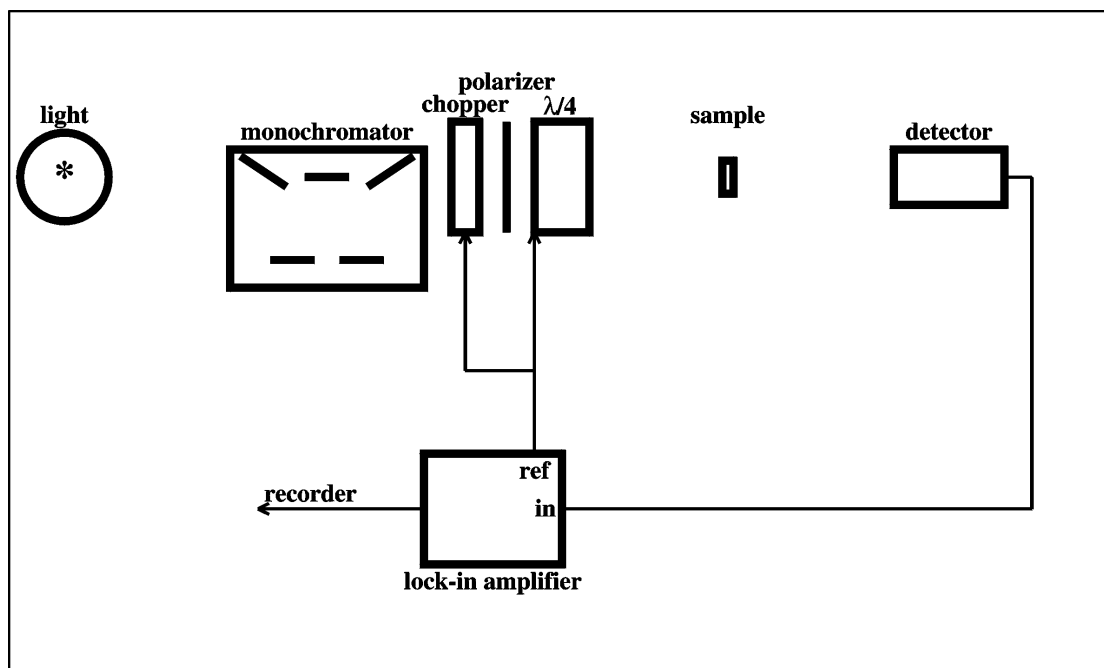 polarizer
light
chopper
λ/4
monochromator
sample
detector
*
ref
recorder
in
lock-in amplifier